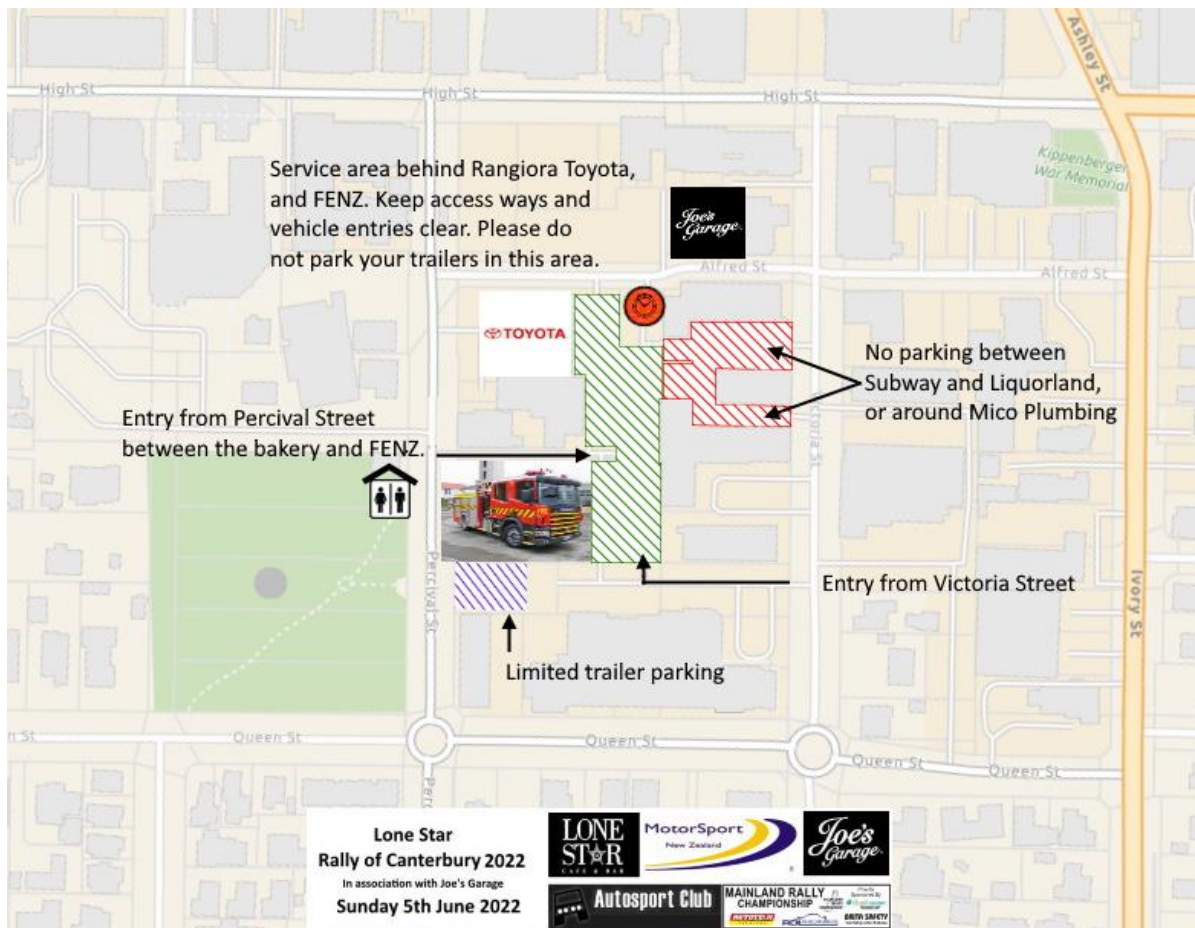 High St
High St
High St
Ashley St
Kippenberger
War Memorial
Service area behind Rangiora Toyota,
and FENZ. Keep access ways and
vehicle entries clear. Please do
not park your trailers in this area.
Joe's
Garage
Alfred St
Alfred St
TOYOTA
No parking between
Subway and Liquorland,
or around Mico Plumbing
Entry from Percival Street
between the bakery and FENZ.
ctoria St
Percival St
Entry from Victoria Street
Ivory St
Limited trailer parking
n St
Queen St
Queen St
Queen St
Queen St
Perc
Lone Star
Rally of Canterbury 2022
In association with Joe's Garage
Sunday 5th June 2022
LONE
STAR
CAFE & BAR
MotorSport
New Zealand
Joe's
Garage
Autosport Club
MAINLAND RALLY
CHAMPIONSHIP